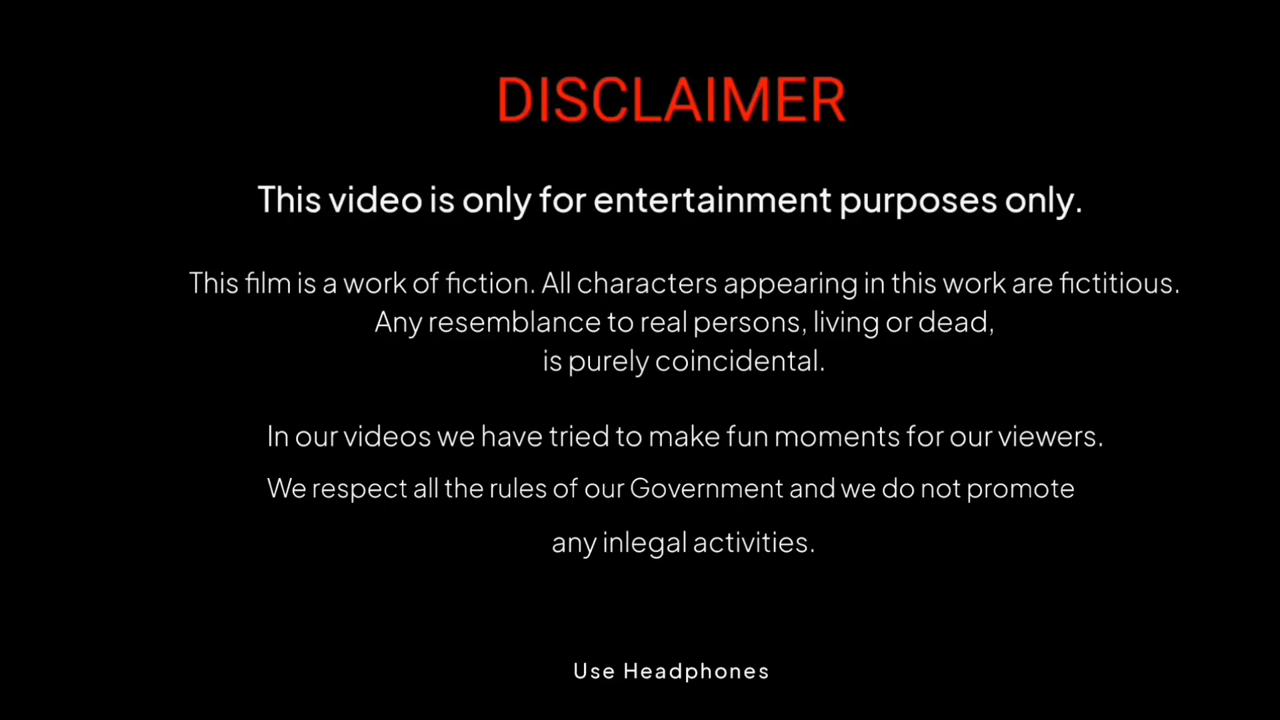 DISCLAIMER
This video is only for entertainment purposes only.
This film is a work of fiction. All characters appearing in this work are fictitious.
Any resemblance to real persons, living or dead,
is purely coincidental.
In our videos we have tried to make fun moments for our viewers.
We respect all the rules of our Government and we do not promote
any inlegal activities.
Use Headphones